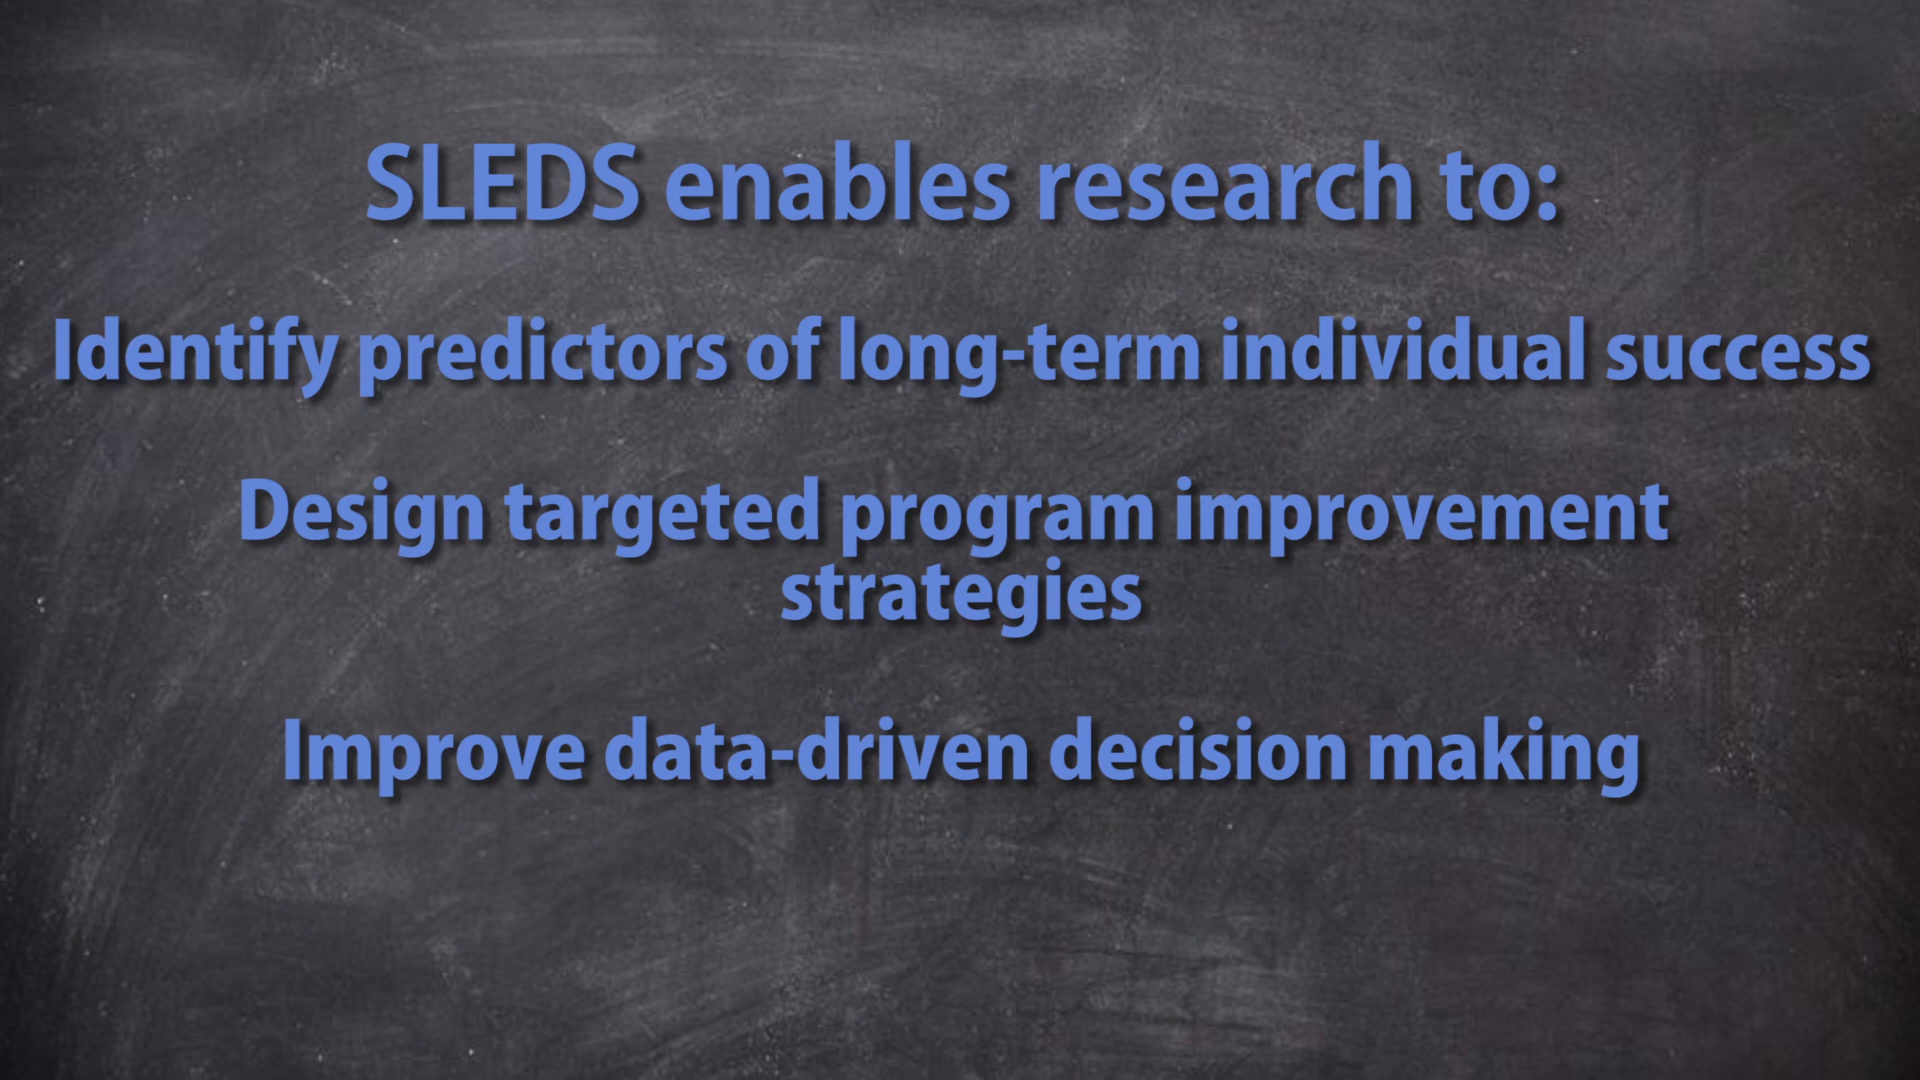 SLEDS enables research to:
Identify predictors of long-term individual success
Design targeted program improvement
strategies
Improve data-driven decision making